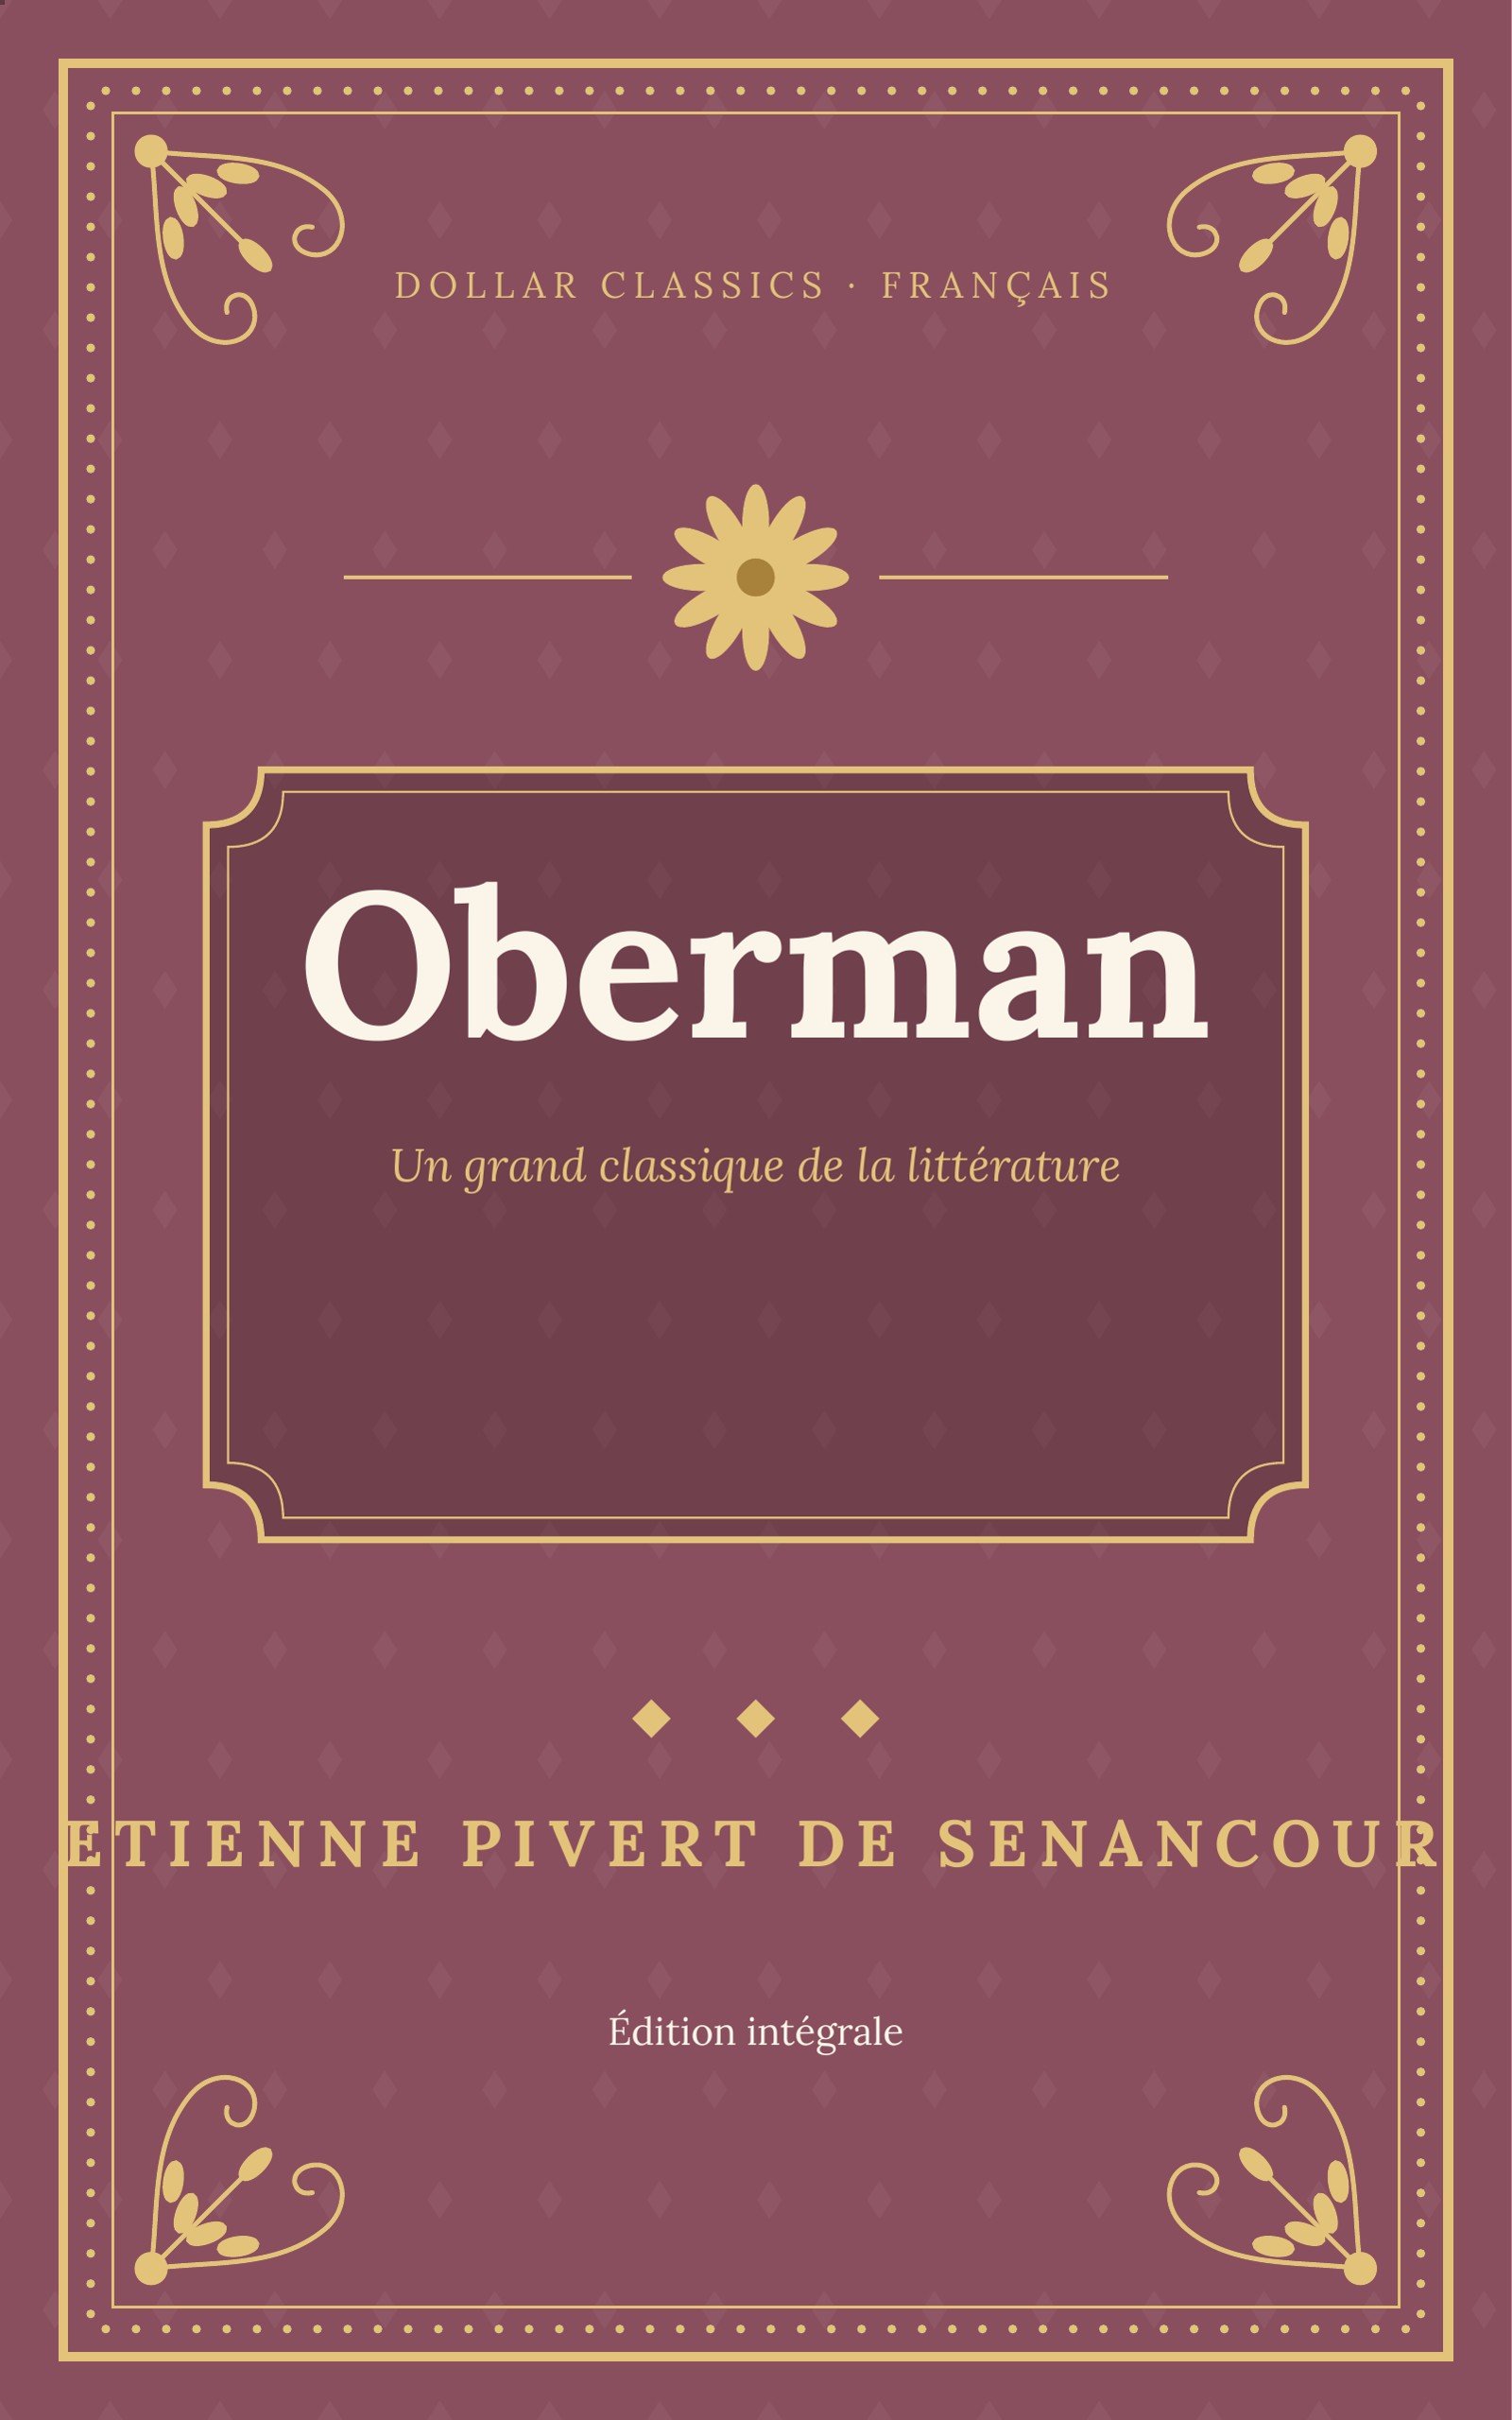 DOLLAR CLASSICS · FRANÇAIS
Oberman
Un grand classique de la littérature
ETIENNE PIVERT DE SENANCOUR
Édition intégrale